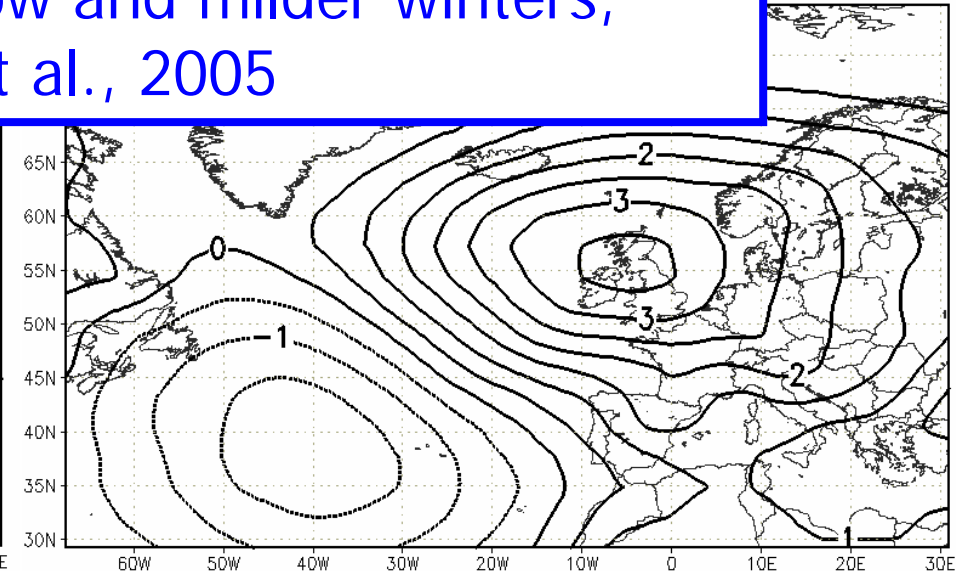 ow and milder winters,
t al., 2005
65N
2
60N
3
0
55N
50N
3
-1
45N
2
40N
35N
30N
1
E 60W 50W 40W 30W 20W 10W 0 10E 20E 30E